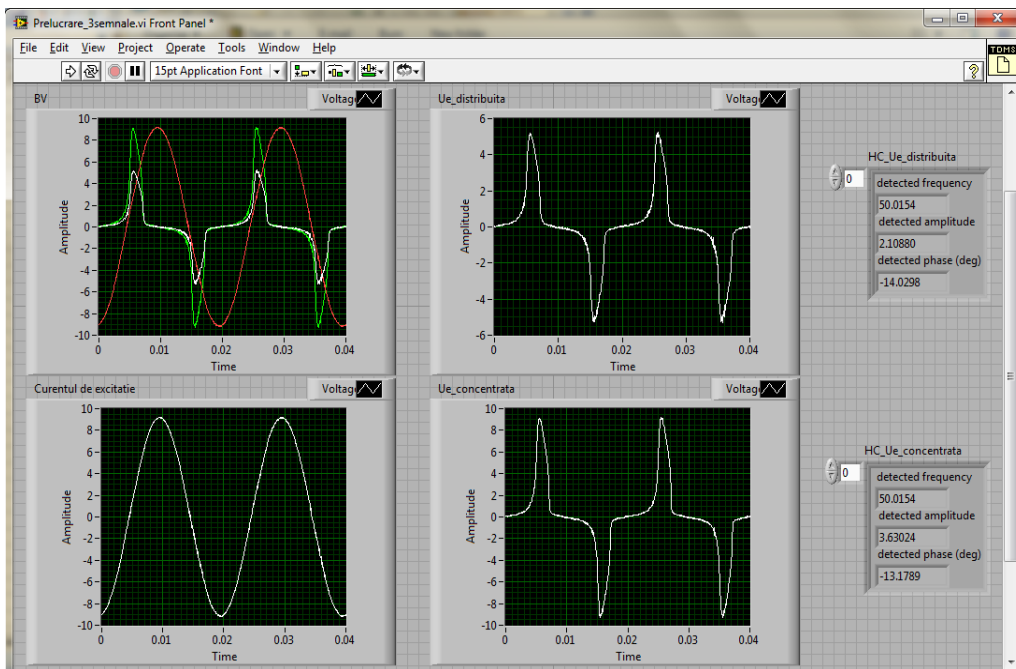 Prelucrare_3semnale.vi Front Panel *
File Edit View Project Operate Tools Window Help
15pt Application Font
?
TDMS
BV
Voltag
Amplitude
10
8
6
4
2
0
-2
-4
-6
-8
-10
0 0.01 0.02 0.03 0.04
Time
Ue_distribuita
Voltag
Amplitude
6
4
2
0
-2
-4
-6
0 0.01 0.02 0.03 0.04
Time
HC_Ue_distribuita
0
detected frequency
50.0154
detected amplitude
2.10880
detected phase (deg)
-14.0298
Curentul de excitatie
Voltag
Amplitude
10
8
6
4
2
0
-2
-4
-6
-8
-10
0 0.01 0.02 0.03 0.04
Time
Ue_concentrata
Voltag
Amplitude
10
8
6
4
2
0
-2
-4
-6
-8
-10
0 0.01 0.02 0.03 0.04
Time
HC_Ue_concentrata
0
detected frequency
50.0154
detected amplitude
3.63024
detected phase (deg)
-13.1789